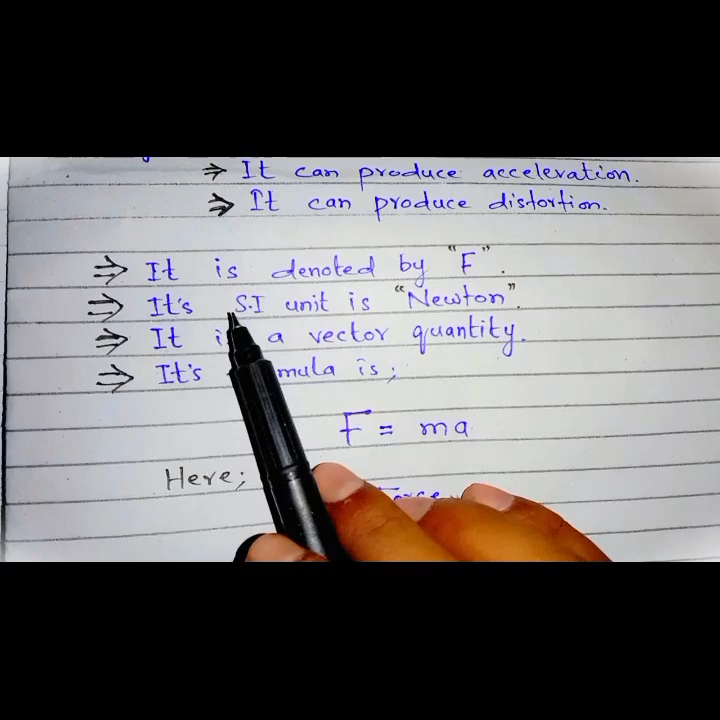 ⇒ It can produce acceleration.
⇒ It can produce distortion.
⇒ It is denoted by "F".
⇒ It's S.I unit is "Newton".
⇒ It a vector quantity.
⇒ It's is;
F = ma
Here;